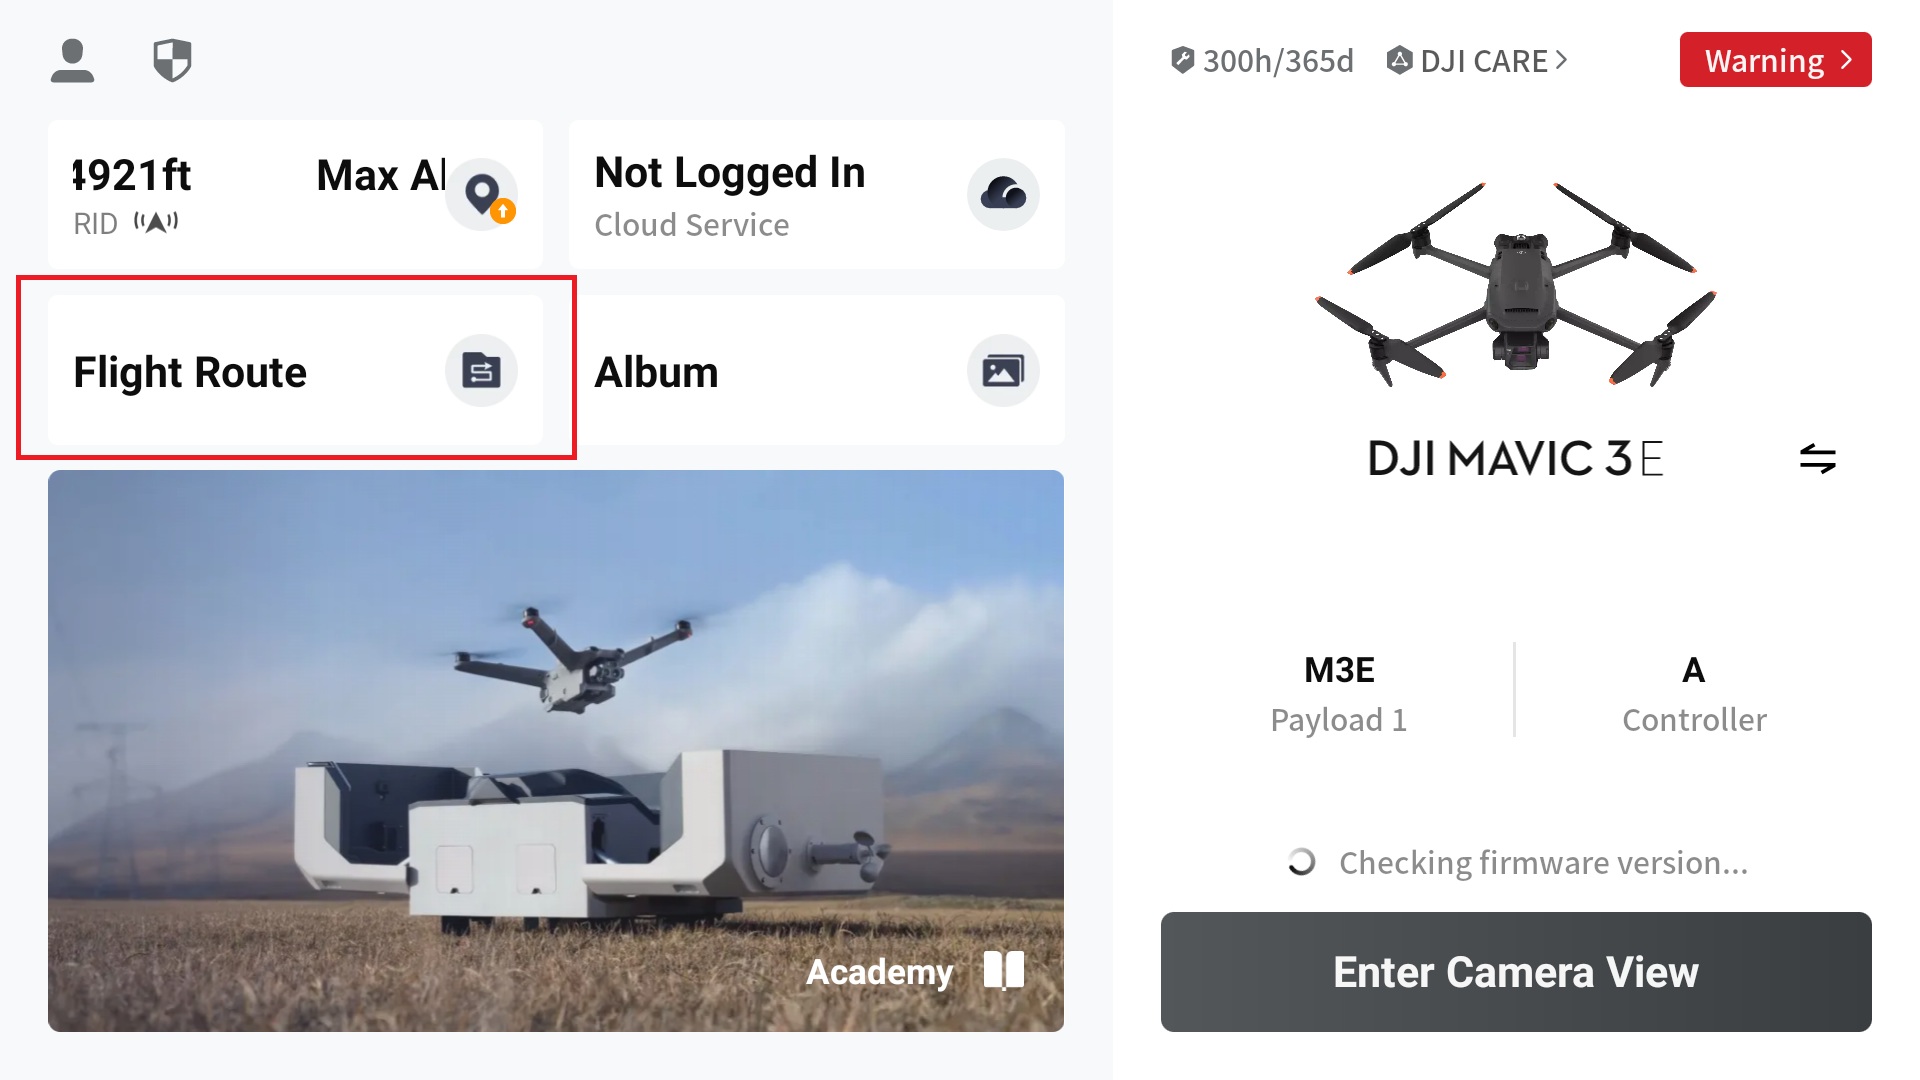 300h/365d DJI CARE
Warning
4921ft Max Al
RID
Not Logged In
Cloud Service
Flight Route
Album
DJI MAVIC 3E
M3E
Payload 1
A
Controller
Checking firmware version...
Academy
Enter Camera View